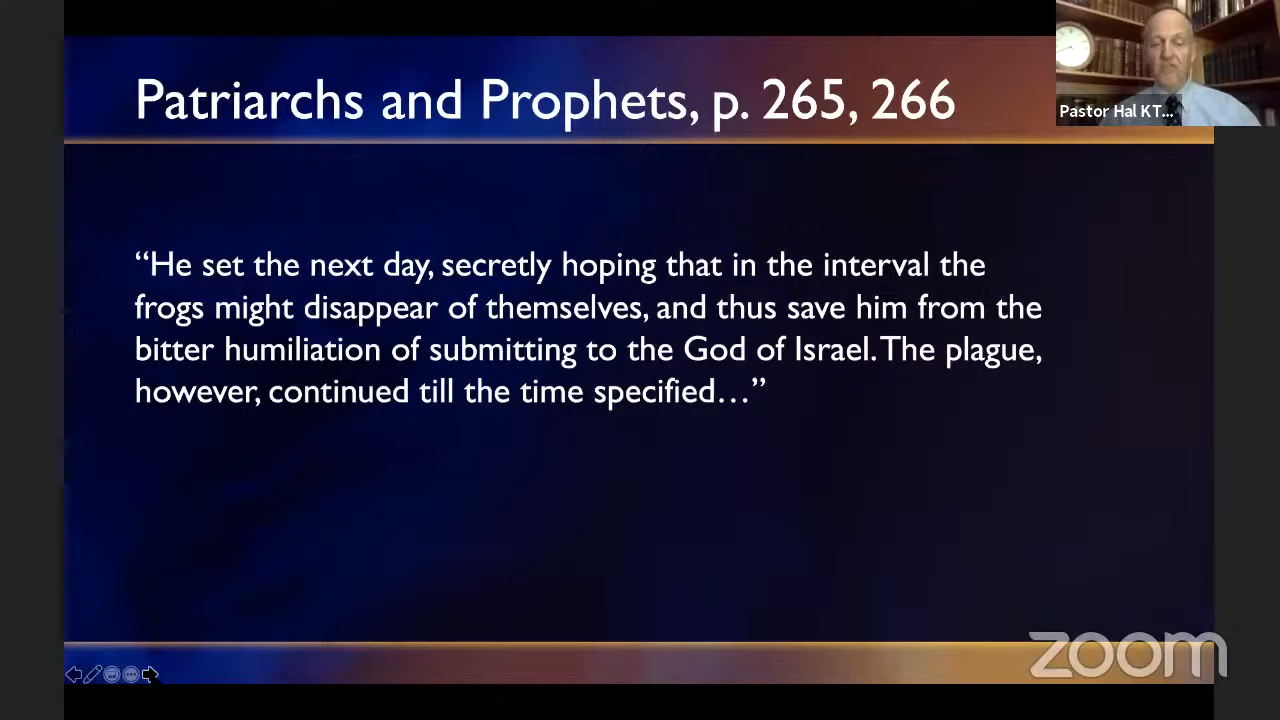 Patriarchs and Prophets, p. 265, 266
Pastor Hal KT...
“He set the next day, secretly hoping that in the interval the
frogs might disappear of themselves, and thus save him from the
bitter humiliation of submitting to the God of Israel. The plague,
however, continued till the time specified…”
zoom